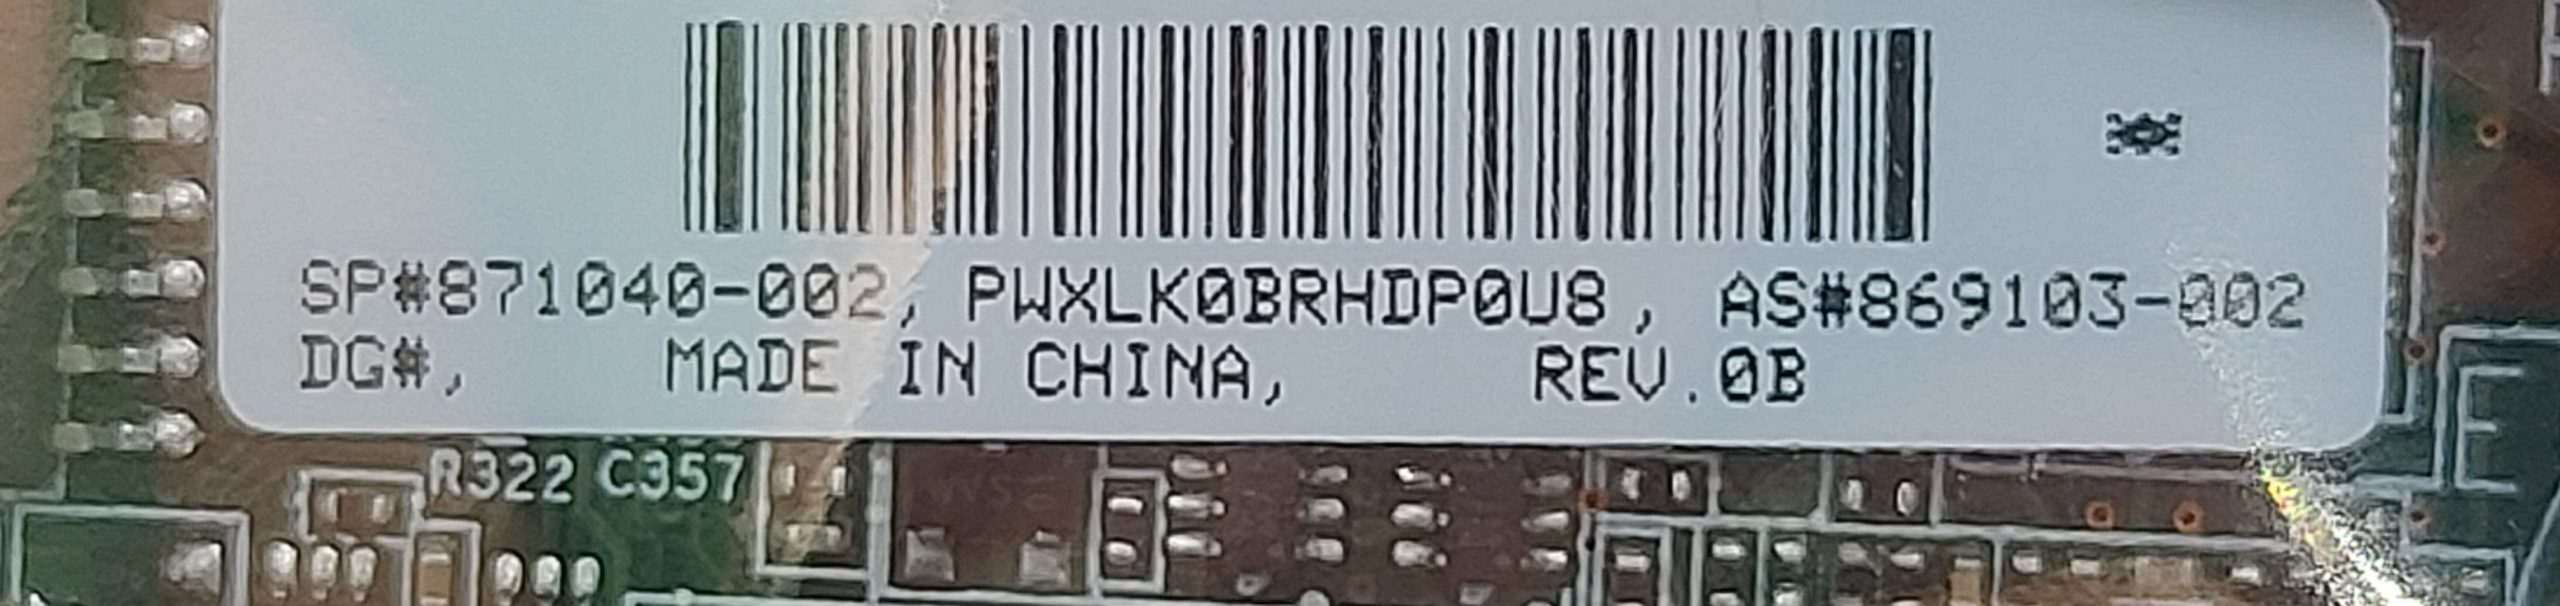 SP#871040-002, PWXLK0BRHDP0U8, AS#869103-002
DG#, MADE IN CHINA, REV.0B
R322 C357
E